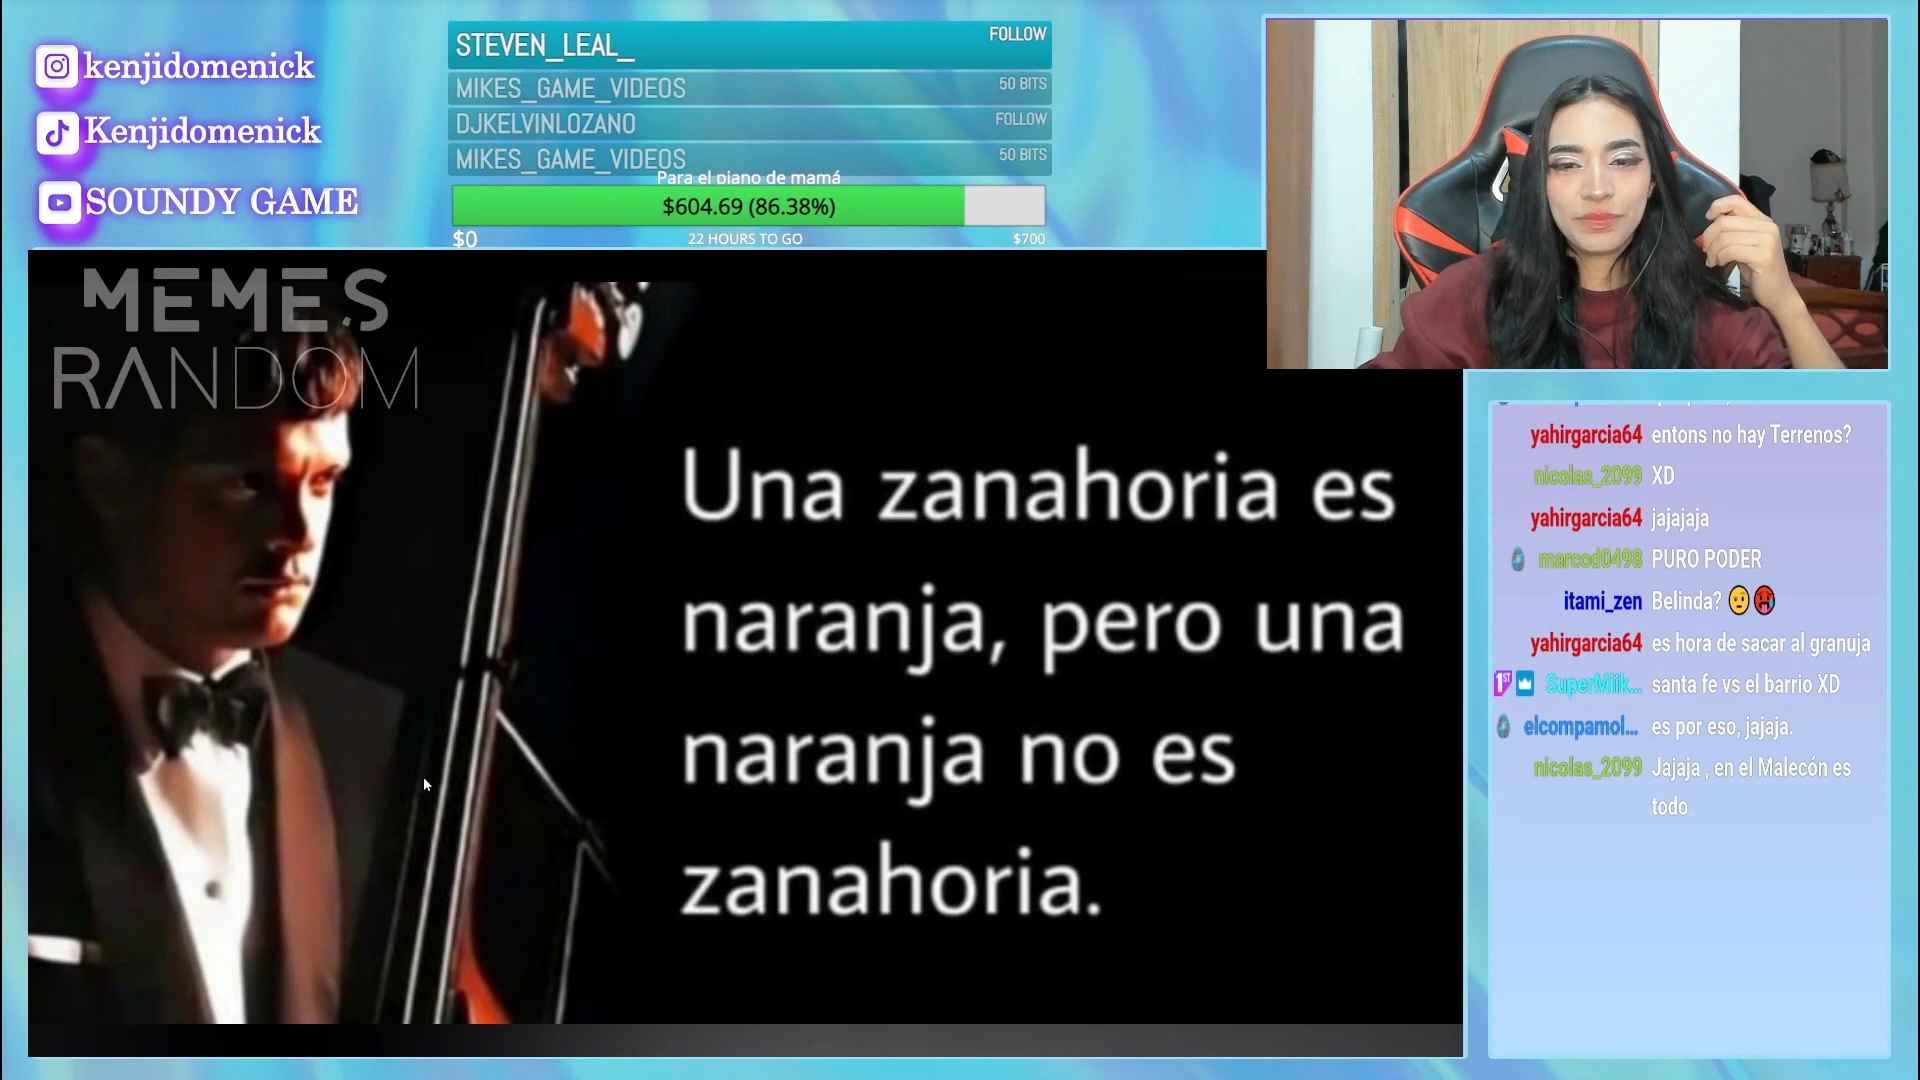 kenjidomenick
Kenjidomenick
SOUNDY GAME
STEVEN_LEAL_ FOLLOW
MIKES_GAME_VIDEOS 50 BITS
DJKELVINLOZANO FOLLOW
MIKES_GAME_VIDEOS 50 BITS
Para el piano de mamá
$604.69 (86.38%)
$0 22 HOURS TO GO $700
MEMES
RANDOM
Una zanahoria es
naranja, pero una
naranja no es
zanahoria.
yahirgarcia64 entons no hay Terrenos?
nicolas_2099 XD
yahirgarcia64 jajajaja
marcod0498 PURO PODER
itami_zen Belinda? 🤨🥵
yahirgarcia64 es hora de sacar al granuja
1ST SuperMiik... santa fe vs el barrio XD
elcompamol... es por eso, jajaja.
nicolas_2099 Jajaja , en el Malecón es
todo